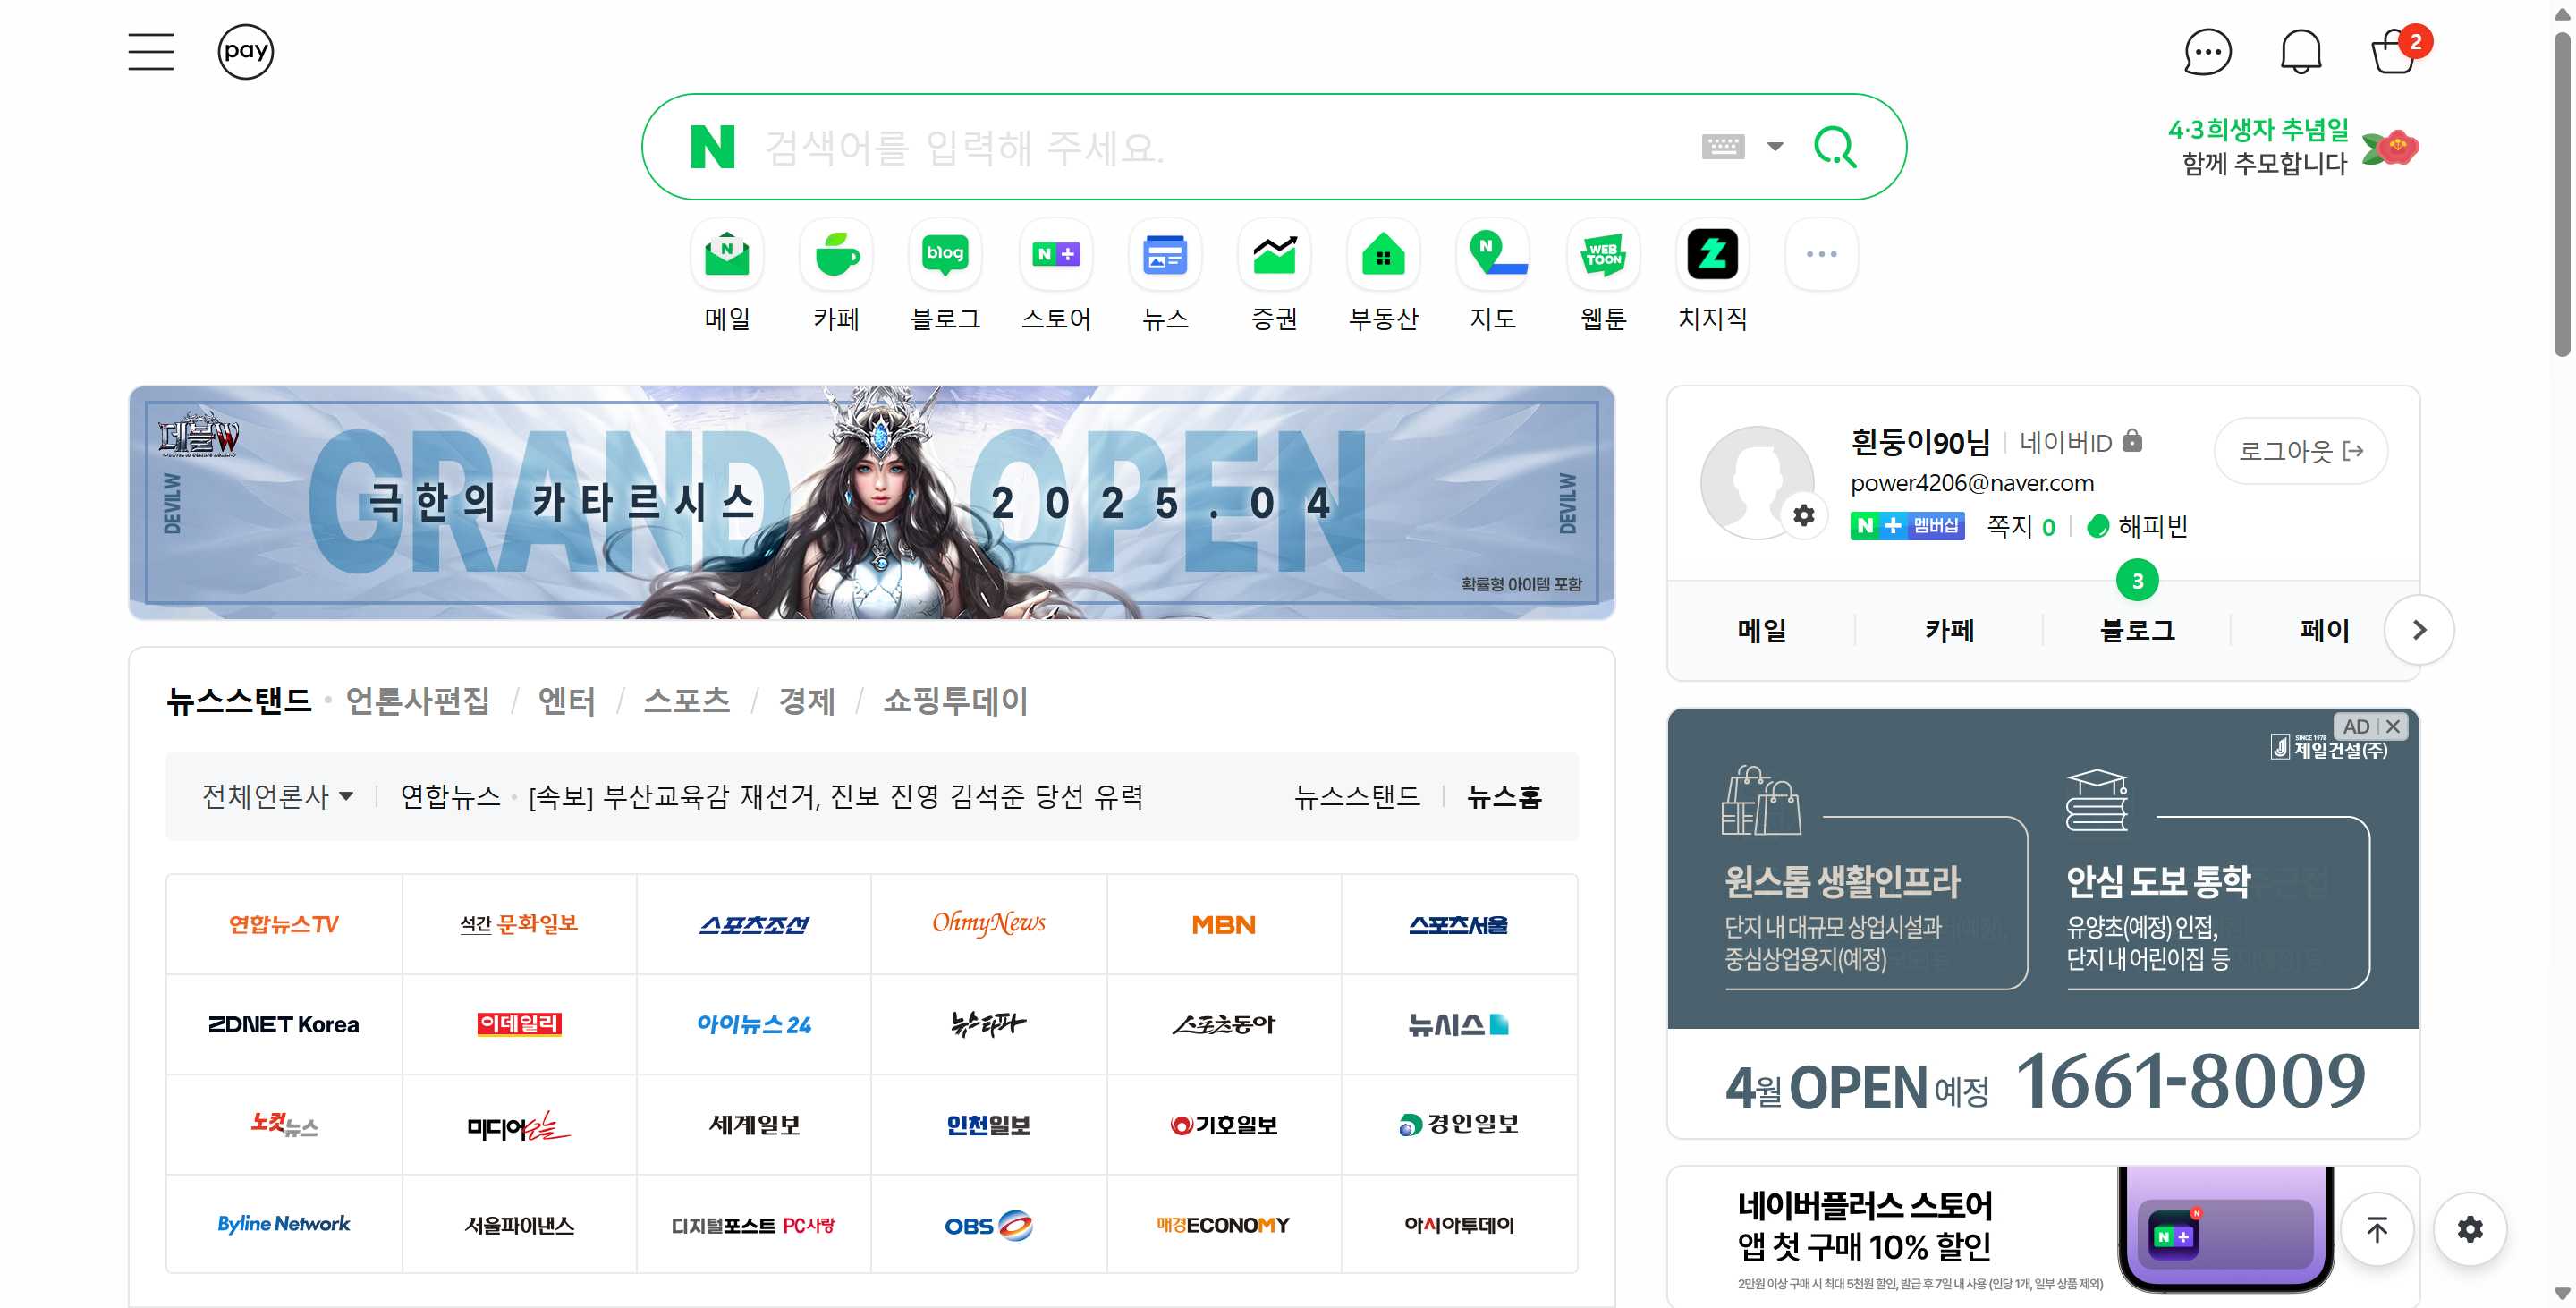 pay
2
N 검색어를 입력해 주세요.
4·3희생자 추념일
함께 추모합니다
N
blog
N+
N
WEB
TOON
메일
카페
블로그
스토어
뉴스
증권
부동산
지도
웹툰
치지직
데블W
DEVILW
GRAND OPEN
극한의 카타르시스
2025.04
DEVILW
확률형 아이템 포함
흰둥이90님
네이버ID
로그아웃
power4206@naver.com
N+ 멤버십
쪽지 0
해피빈
3
메일
카페
블로그
페이
뉴스스탠드 · 언론사편집 / 엔터 / 스포츠 / 경제 / 쇼핑투데이
전체언론사
연합뉴스 · [속보] 부산교육감 재선거, 진보 진영 김석준 당선 유력
뉴스스탠드
뉴스홈
연합뉴스TV
석간 문화일보
스포츠조선
OhmyNews
MBN
스포츠서울
ZDNET Korea
이데일리
아이뉴스24
뉴스타파
스포츠동아
뉴시스
노컷뉴스
미디어오늘
세계일보
인천일보
기호일보
경인일보
Byline Network
서울파이낸스
디지털포스트 PC사랑
OBS
매경ECONOMY
아시아투데이
AD
SINCE 1978
제일건설(주)
원스톱 생활인프라
단지 내 대규모 상업시설과
중심상업용지(예정)
안심 도보 통학
유양초(예정) 인접,
단지 내 어린이집 등
4월 OPEN 예정 1661-8009
네이버플러스 스토어
앱 첫 구매 10% 할인
2만원 이상 구매 시 최대 5천원 할인, 발급 후 7일 내 사용 (인당 1개, 일부 상품 제외)
N
N+